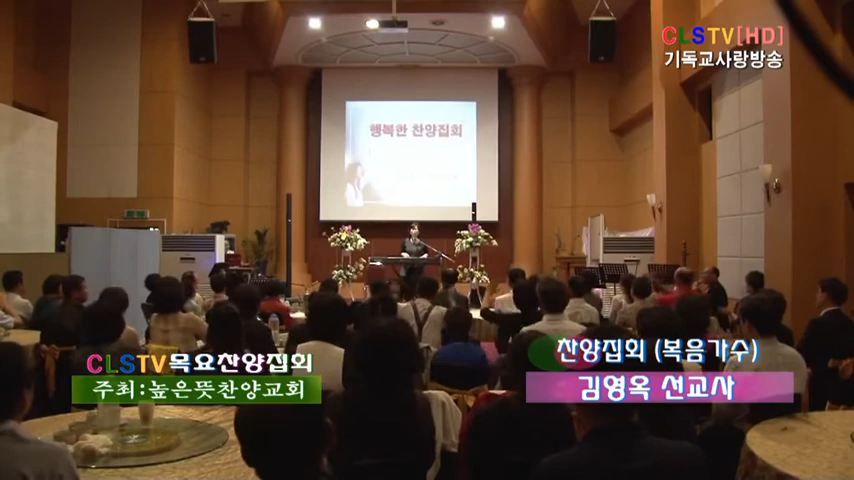 CLSTV[HD]
기독교사랑방송
행복한 찬양집회
CLSTV목요찬양집회
주최:높은뜻찬양교회
찬양집회 (복음가수)
김영옥 선교사